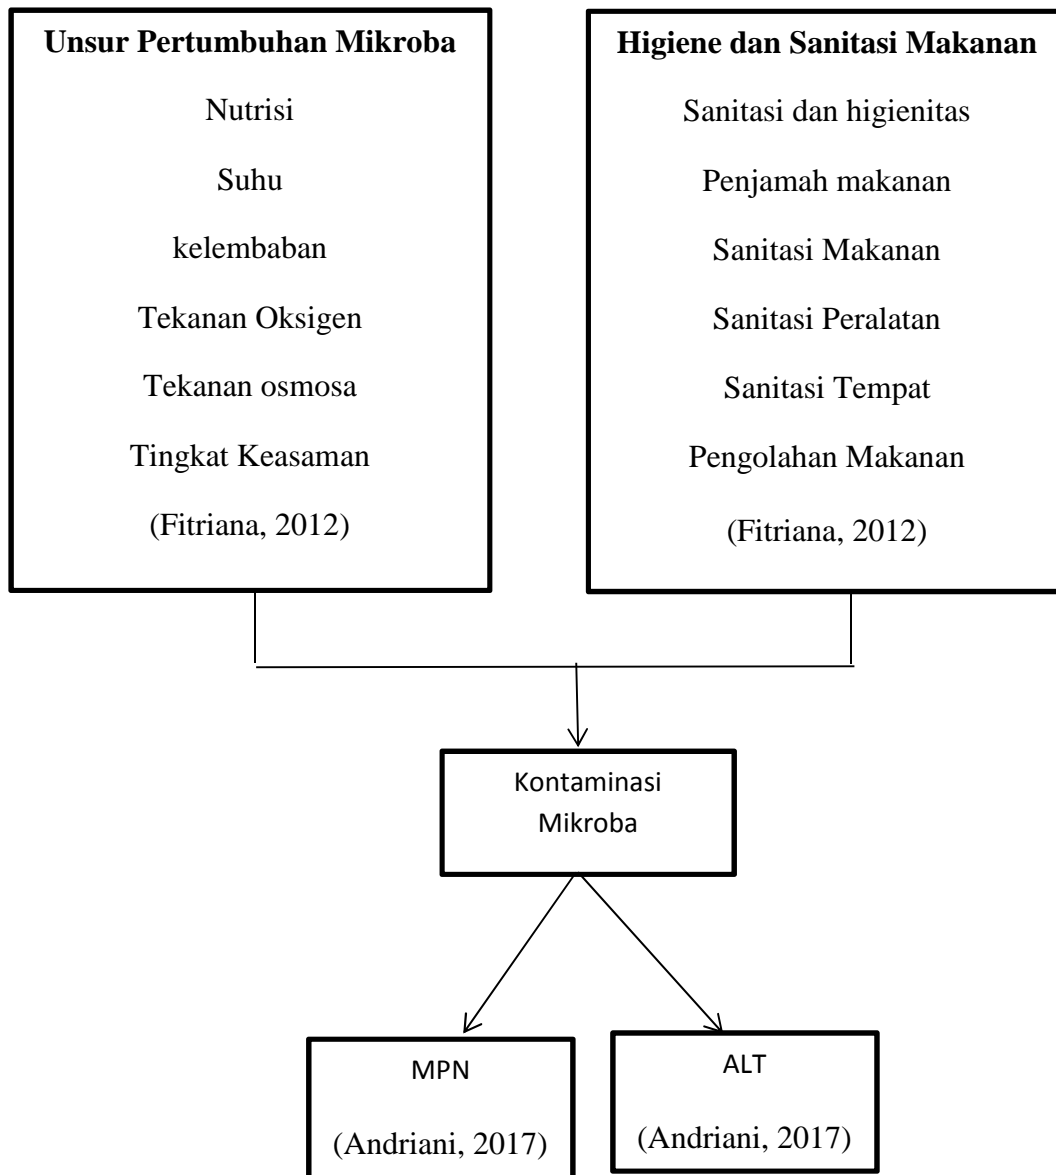 Unsur Pertumbuhan Mikroba
Nutrisi
Suhu
kelembaban
Tekanan Oksigen
Tekanan osmosa
Tingkat Keasaman
(Fitriana, 2012)
Higiene dan Sanitasi Makanan
Sanitasi dan higienitas
Penjamah makanan
Sanitasi Makanan
Sanitasi Peralatan
Sanitasi Tempat
Pengolahan Makanan
(Fitriana, 2012)
Kontaminasi
Mikroba
MPN
(Andriani, 2017)
ALT
(Andriani, 2017)